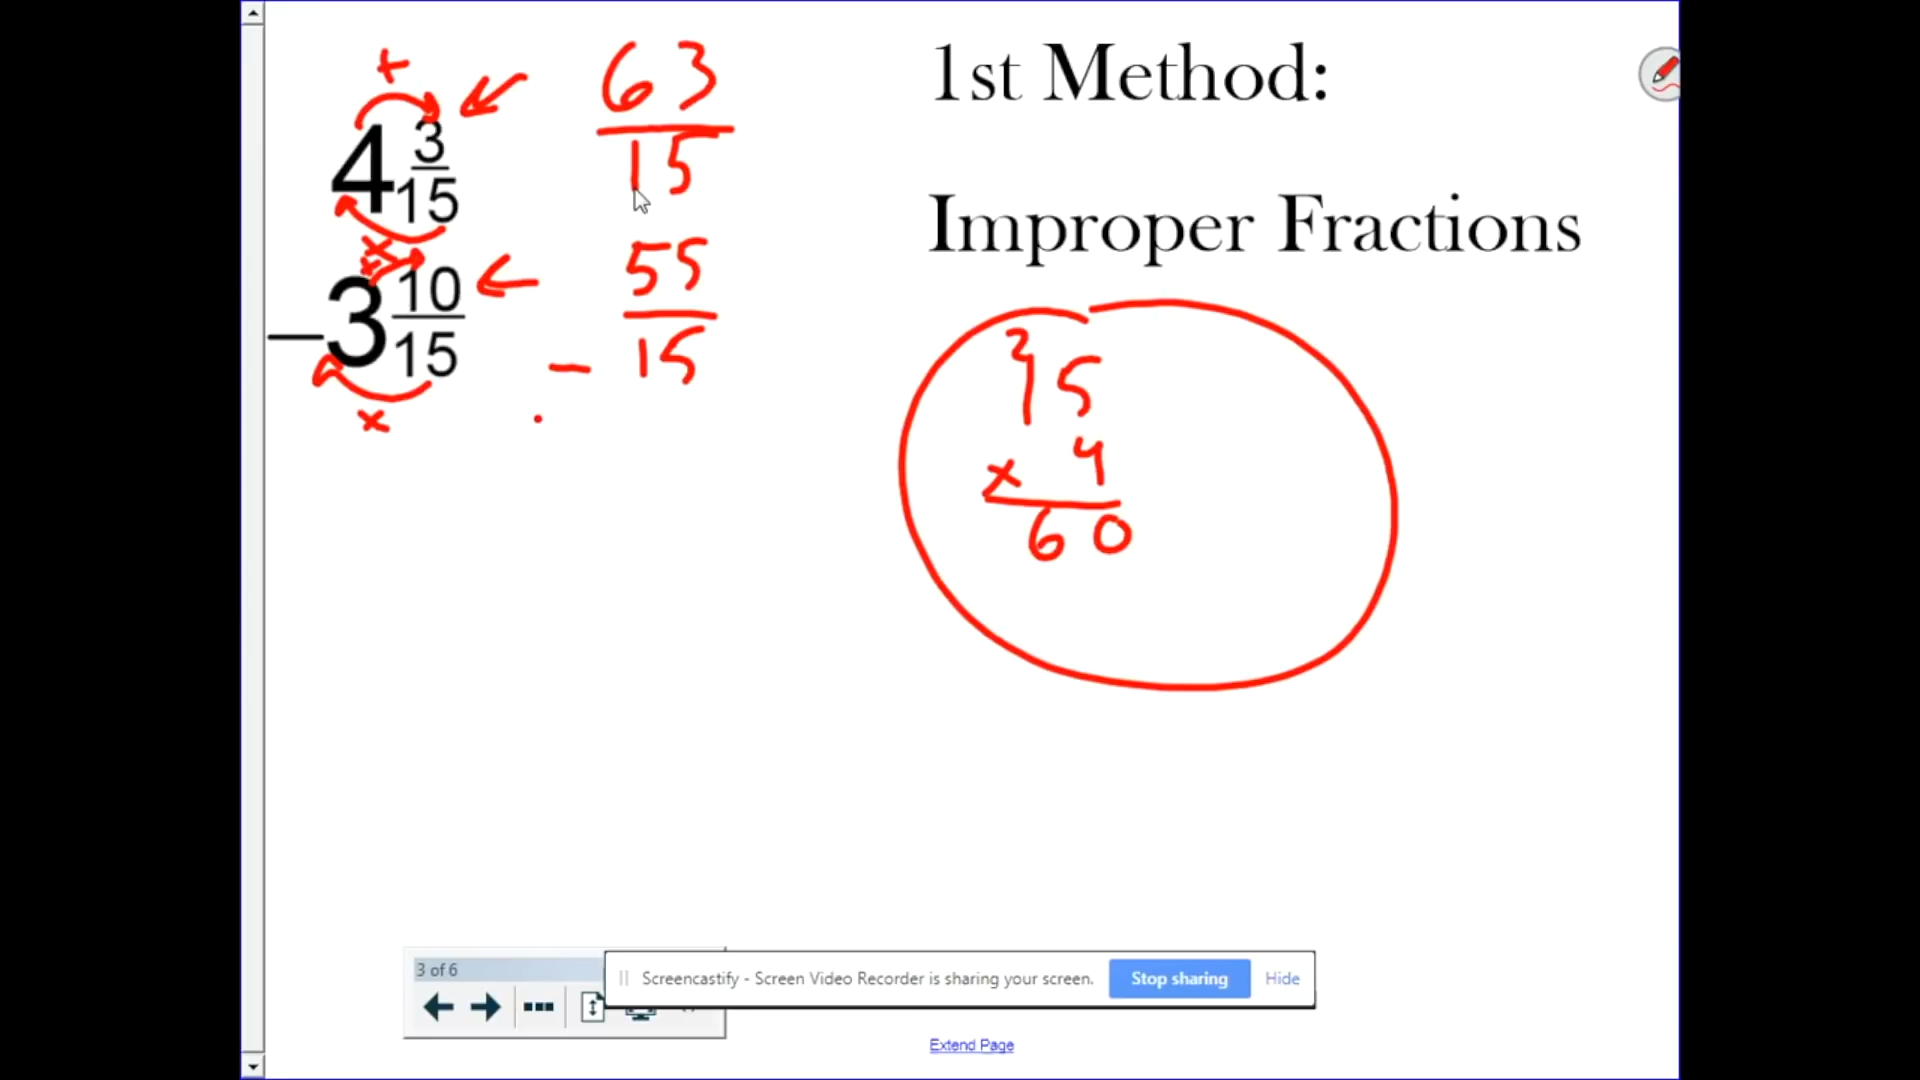 1st Method:
Improper Fractions
+
4 3/15
x
+
- 3 10/15
x
63
15
55
- 15
2
15
x 4
60
3 of 6
Screencastify - Screen Video Recorder is sharing your screen.
Stop sharing
Hide
Extend Page